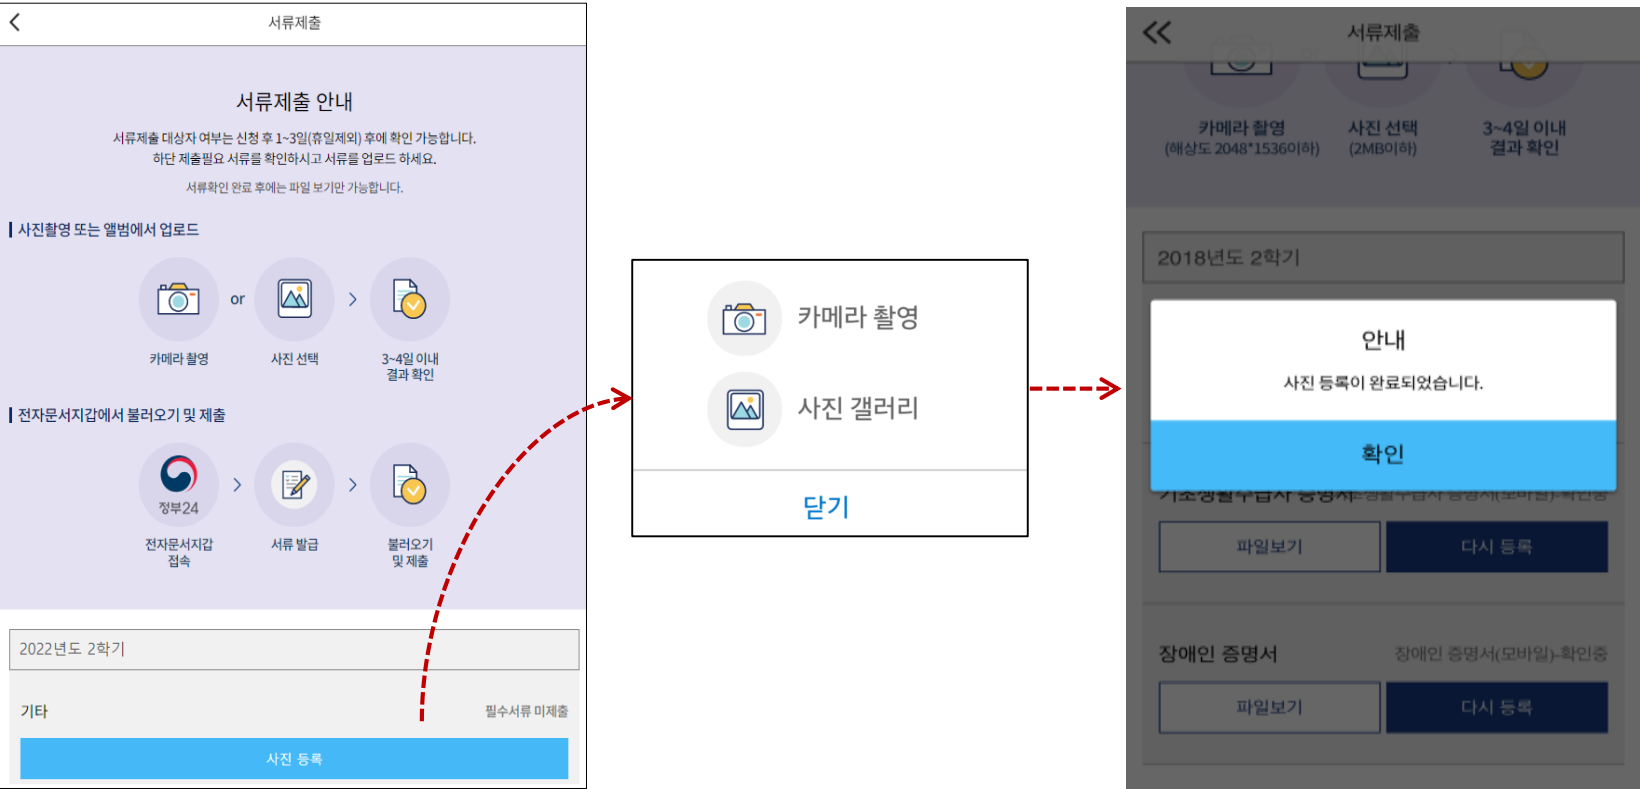 서류제출
서류제출 안내
서류제출 대상자 여부는 신청 후 1~3일(휴일제외) 후에 확인 가능합니다.
하단 제출필요 서류를 확인하시고 서류를 업로드 하세요.
서류확인 완료 후에는 파일 보기만 가능합니다.
사진촬영 또는 앨범에서 업로드
or
카메라 촬영
사진 선택
3~4일 이내
결과 확인
전자문서지갑에서 불러오기 및 제출
정부24
전자문서지갑
접속
서류 발급
불러오기
및 제출
2022년도 2학기
기타
필수서류 미제출
사진 등록
카메라 촬영
사진 갤러리
닫기
서류제출
카메라 촬영
(해상도 2048*1536이하)
사진 선택
(2MB이하)
3~4일 이내
결과 확인
2018년도 2학기
안내
사진 등록이 완료되었습니다.
확인
기초생활수급자 증명서
파일보기
다시 등록
장애인 증명서
장애인 증명서(모바일)-확인중
파일보기
다시 등록